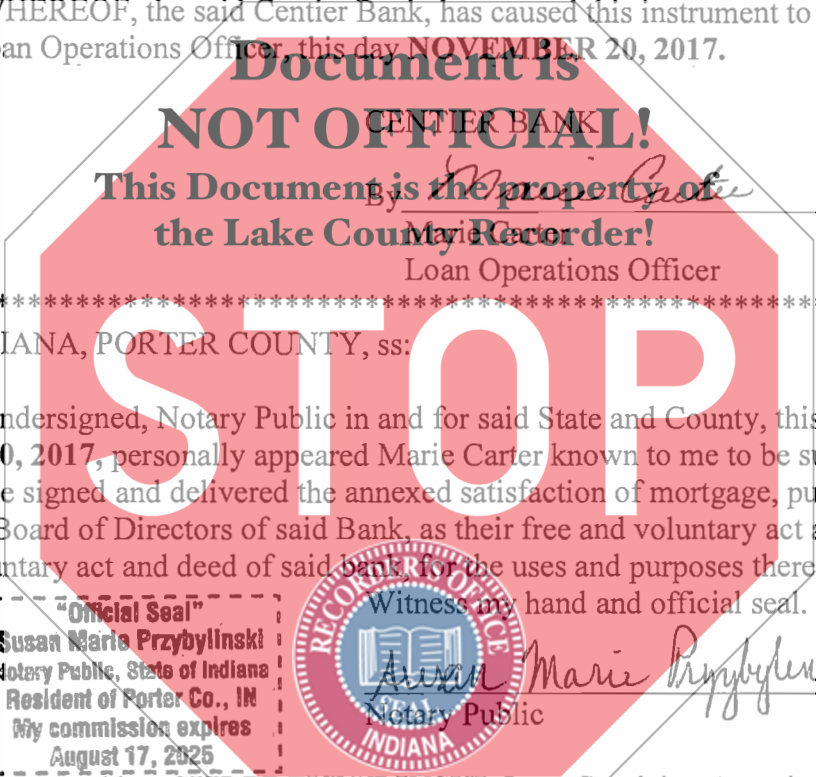 WHEREOF, the said Centier Bank, has caused this instrument to
an Operations Officer, this day NOVEMBER 20, 2017.
Document is
NOT OFFICIAL!
CENTIER BANK
This Document is the property of
By Marie Carter
the Lake County Recorder!
Marie Carter
Loan Operations Officer
****************************************************
IANA, PORTER COUNTY, ss:
STOP
ndersigned, Notary Public in and for said State and County, this
0, 2017, personally appeared Marie Carter known to me to be su
e signed and delivered the annexed satisfaction of mortgage, pu
Board of Directors of said Bank, as their free and voluntary act a
ntary act and deed of said bank, for the uses and purposes there
Witness my hand and official seal.
"Official Seal"
Susan Marie Przybylinski
Notary Public, State of Indiana
Resident of Porter Co., IN
My commission expires
August 17, 2025
RECORDER'S OFFICE
SEAL
INDIANA
Susan Marie Przybylin
Notary Public